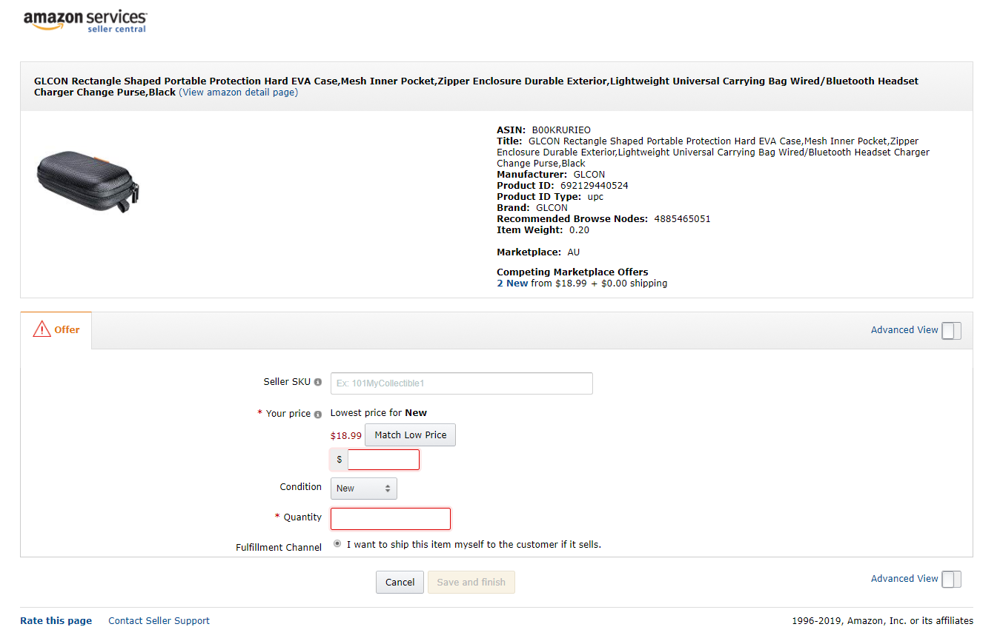 amazon services
seller central
GLCON Rectangle Shaped Portable Protection Hard EVA Case,Mesh Inner Pocket,Zipper Enclosure Durable Exterior,Lightweight Universal Carrying Bag Wired/Bluetooth Headset
Charger Change Purse,Black (View amazon detail page)
ASIN: B00KRURIEO
Title: GLCON Rectangle Shaped Portable Protection Hard EVA Case,Mesh Inner Pocket,Zipper
Enclosure Durable Exterior,Lightweight Universal Carrying Bag Wired/Bluetooth Headset Charger
Change Purse,Black
Manufacturer: GLCON
Product ID: 692129440524
Product ID Type: upc
Brand: GLCON
Recommended Browse Nodes: 4885465051
Item Weight: 0.20
Marketplace: AU
Competing Marketplace Offers
2 New from $18.99 + $0.00 shipping
Offer
Advanced View
Seller SKU Ex: 101MyCollectible1
* Your price Lowest price for New
$18.99 Match Low Price
$
Condition New
* Quantity
Fulfillment Channel I want to ship this item myself to the customer if it sells.
Cancel Save and finish
Advanced View
Rate this page Contact Seller Support 1996-2019, Amazon, Inc. or its affiliates